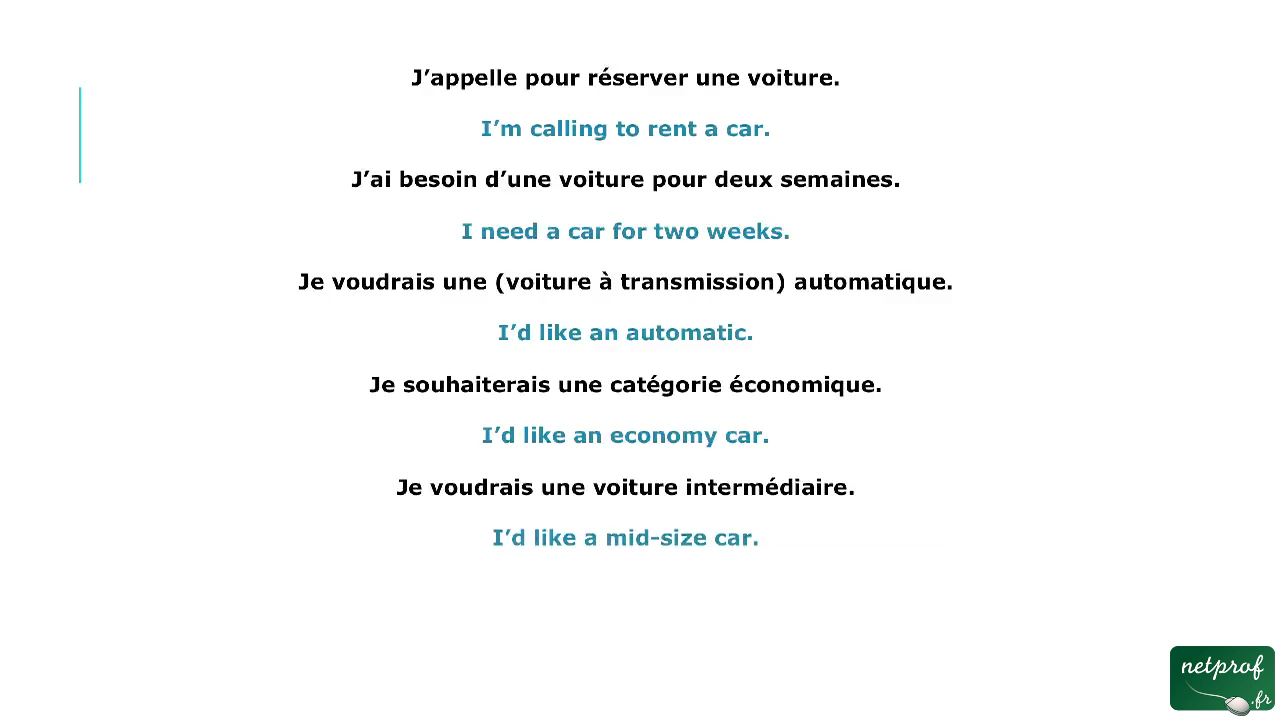 J’appelle pour réserver une voiture.
I’m calling to rent a car.
J’ai besoin d’une voiture pour deux semaines.
I need a car for two weeks.
Je voudrais une (voiture à transmission) automatique.
I’d like an automatic.
Je souhaiterais une catégorie économique.
I’d like an economy car.
Je voudrais une voiture intermédiaire.
I’d like a mid-size car.
netprof
.fr